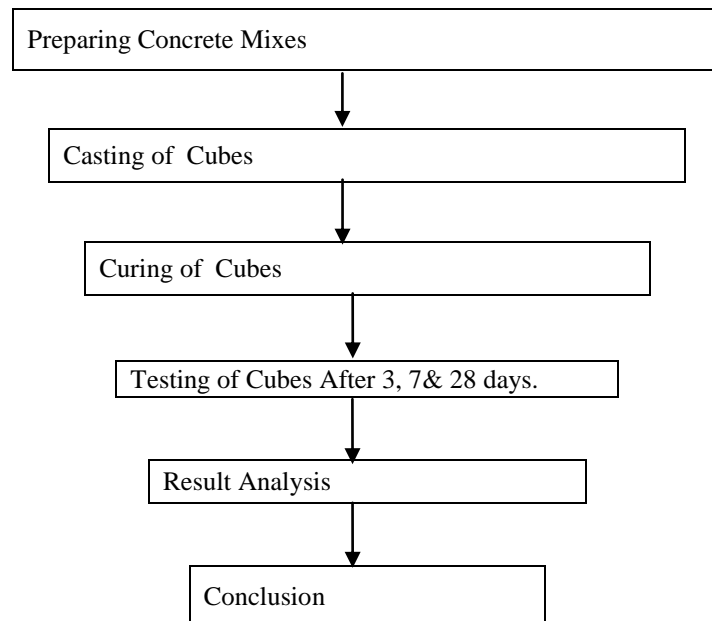 Preparing Concrete Mixes
Casting of  Cubes
Curing of  Cubes
Testing of Cubes After 3, 7& 28 days.
Result Analysis
Conclusion